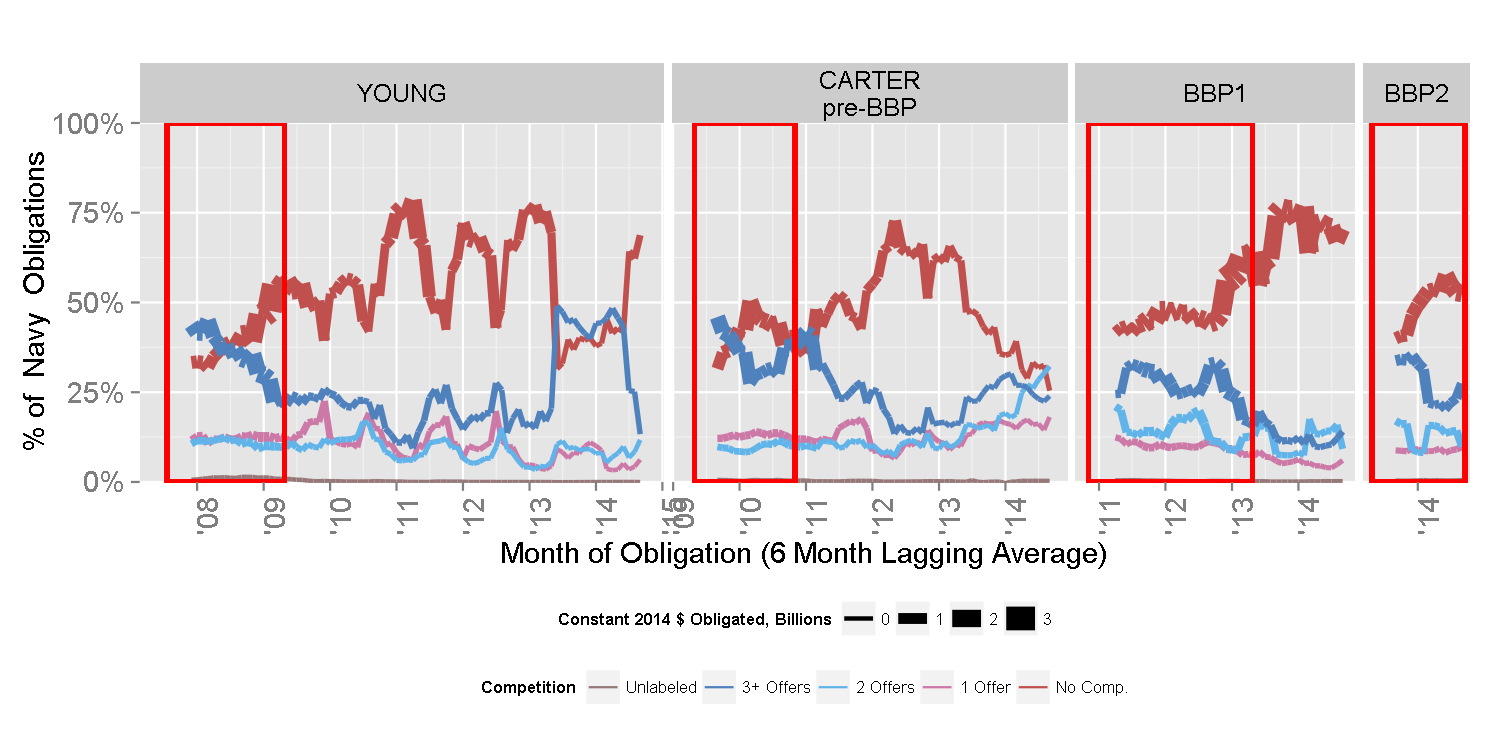 YOUNG
CARTER
pre-BBP
BBP1
BBP2
% of Navy Obligations
100%
75%
50%
25%
0%
'08 '09 '10 '11 '12 '13 '14 '15 '09 '10 '11 '12 '13 '14 '11 '12 '13 '14 '14
Month of Obligation (6 Month Lagging Average)
Constant 2014 $ Obligated, Billions 0 1 2 3
Competition Unlabeled 3+ Offers 2 Offers 1 Offer No Comp.